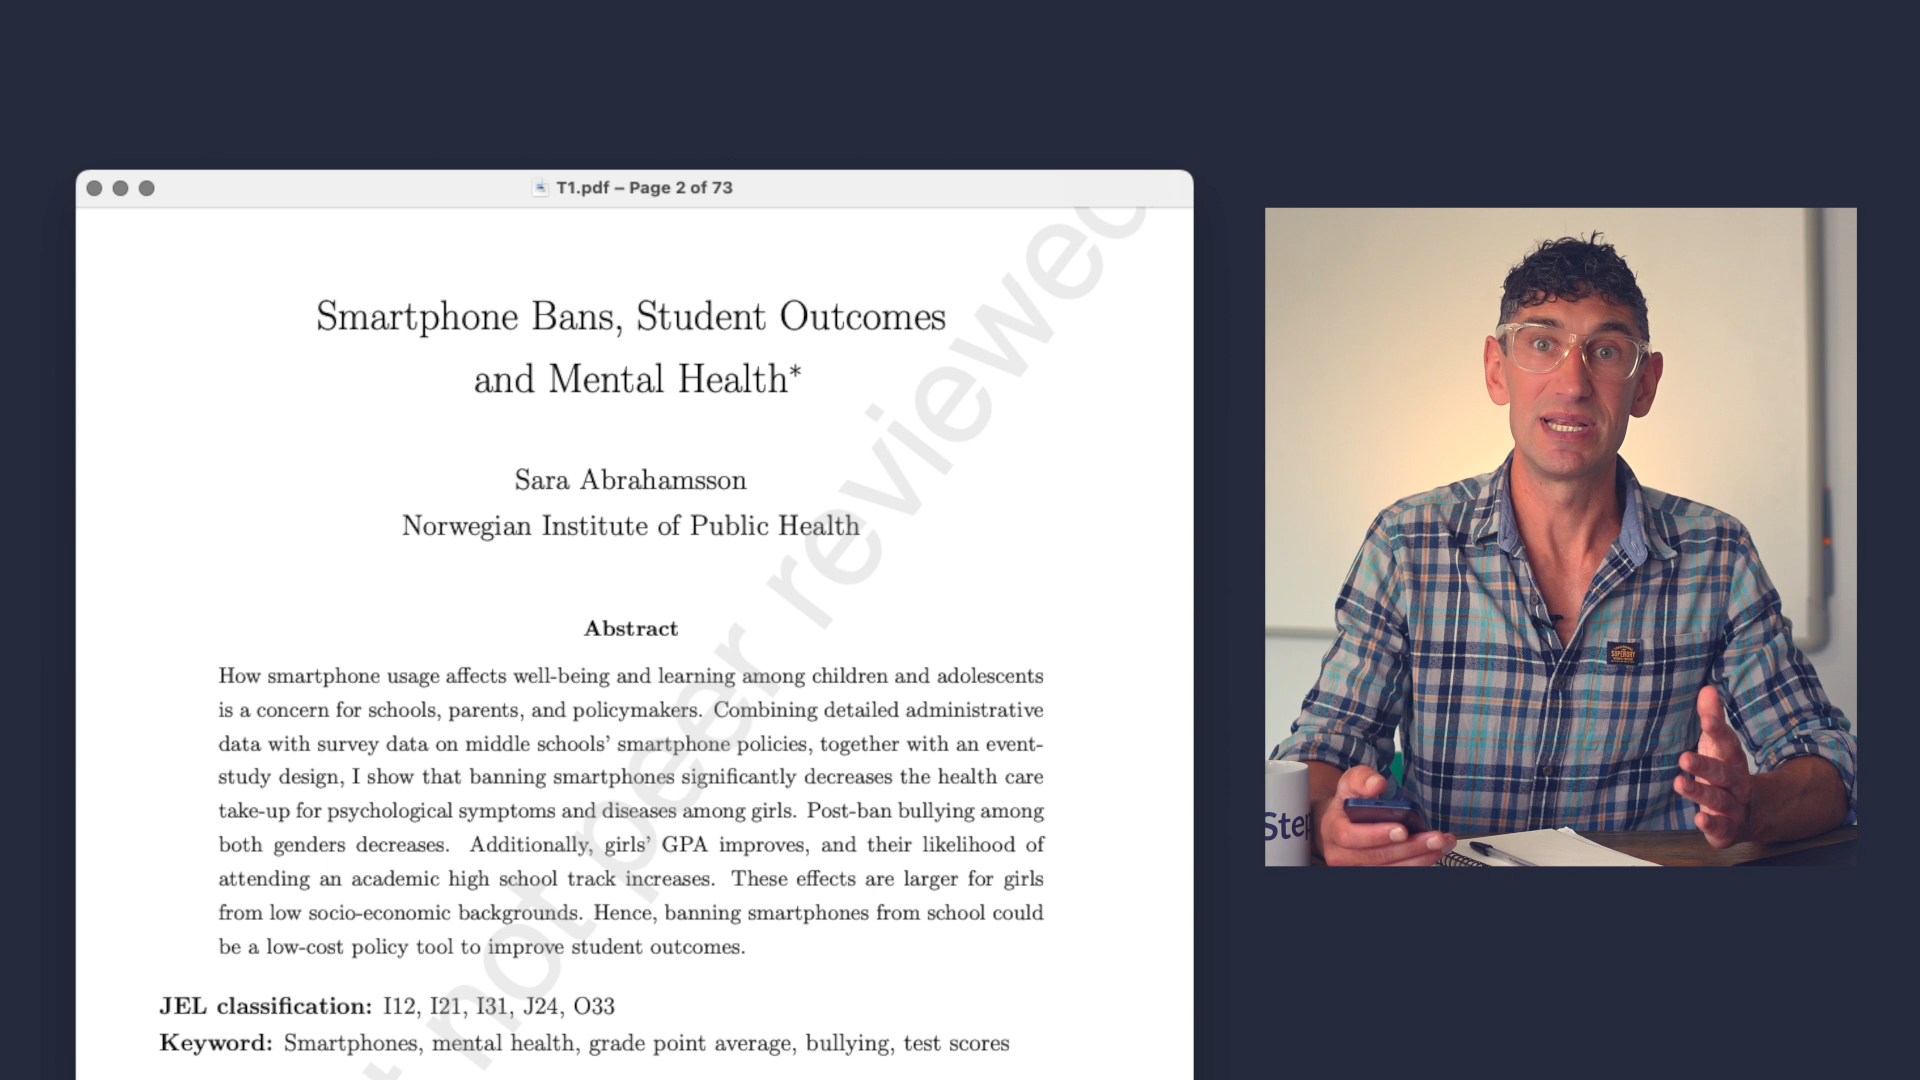 T1.pdf – Page 2 of 73
Smartphone Bans, Student Outcomes
and Mental Health*
Sara Abrahamsson
Norwegian Institute of Public Health
Abstract
How smartphone usage affects well-being and learning among children and adolescents
is a concern for schools, parents, and policymakers. Combining detailed administrative
data with survey data on middle schools’ smartphone policies, together with an event-
study design, I show that banning smartphones significantly decreases the health care
take-up for psychological symptoms and diseases among girls. Post-ban bullying among
both genders decreases. Additionally, girls’ GPA improves, and their likelihood of
attending an academic high school track increases. These effects are larger for girls
from low socio-economic backgrounds. Hence, banning smartphones from school could
be a low-cost policy tool to improve student outcomes.
JEL classification: I12, I21, I31, J24, O33
Keyword: Smartphones, mental health, grade point average, bullying, test scores
not peer reviewed
SUPERDRY
Step